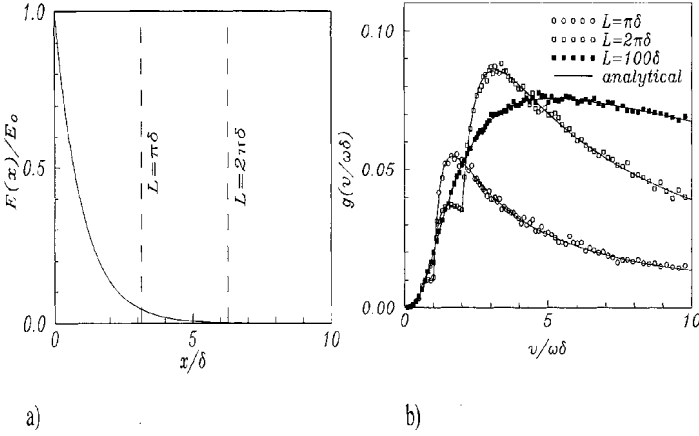 1.0
0.5
0.0
0
5
10
E(x)/E₀
x/δ
L=πδ
L=2πδ
a)
0.10
0.05
0.00
0
5
10
g(υ/ωδ)
υ/ωδ
L=πδ
L=2πδ
L=100δ
analytical
b)